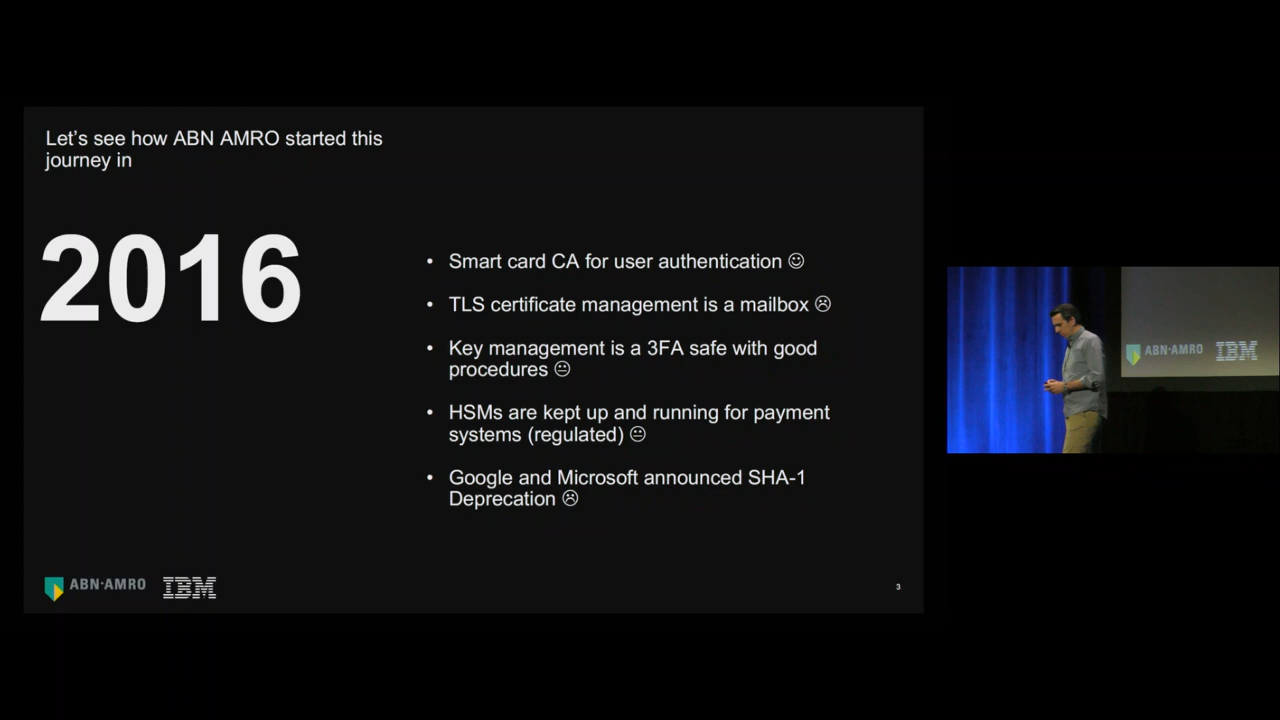 Let's see how ABN AMRO started this
journey in
2016
• Smart card CA for user authentication ☺
• TLS certificate management is a mailbox ☹
• Key management is a 3FA safe with good
procedures 😐
• HSMs are kept up and running for payment
systems (regulated) 😐
• Google and Microsoft announced SHA-1
Deprecation ☹
ABN·AMRO IBM
3
ABN·AMRO IBM